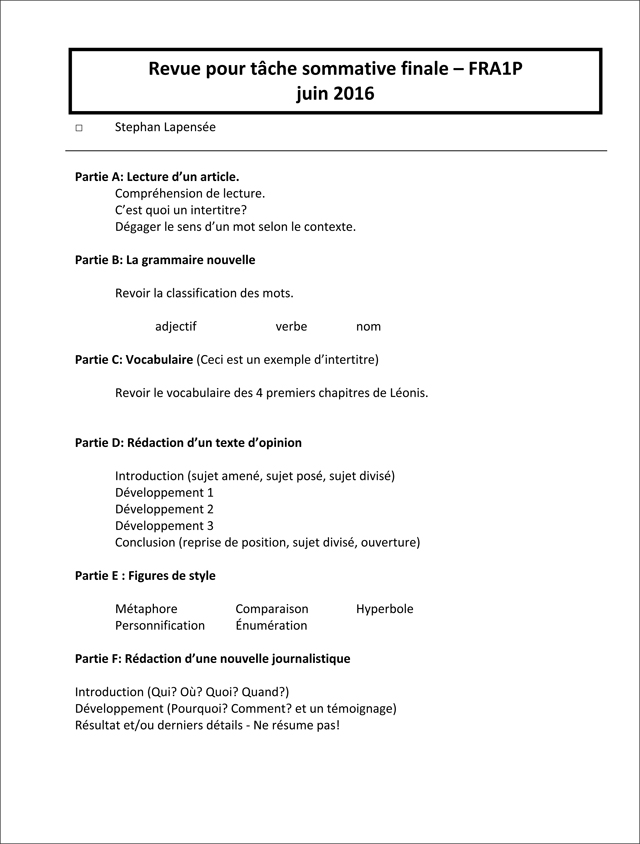 Revue pour tâche sommative finale – FRA1P
juin 2016
□ Stephan Lapensée
Partie A: Lecture d’un article.
Compréhension de lecture.
C’est quoi un intertitre?
Dégager le sens d’un mot selon le contexte.
Partie B: La grammaire nouvelle
Revoir la classification des mots.
adjectif verbe nom
Partie C: Vocabulaire (Ceci est un exemple d’intertitre)
Revoir le vocabulaire des 4 premiers chapitres de Léonis.
Partie D: Rédaction d’un texte d’opinion
Introduction (sujet amené, sujet posé, sujet divisé)
Développement 1
Développement 2
Développement 3
Conclusion (reprise de position, sujet divisé, ouverture)
Partie E : Figures de style
Métaphore Comparaison Hyperbole
Personnification Énumération
Partie F: Rédaction d’une nouvelle journalistique
Introduction (Qui? Où? Quoi? Quand?)
Développement (Pourquoi? Comment? et un témoignage)
Résultat et/ou derniers détails - Ne résume pas!